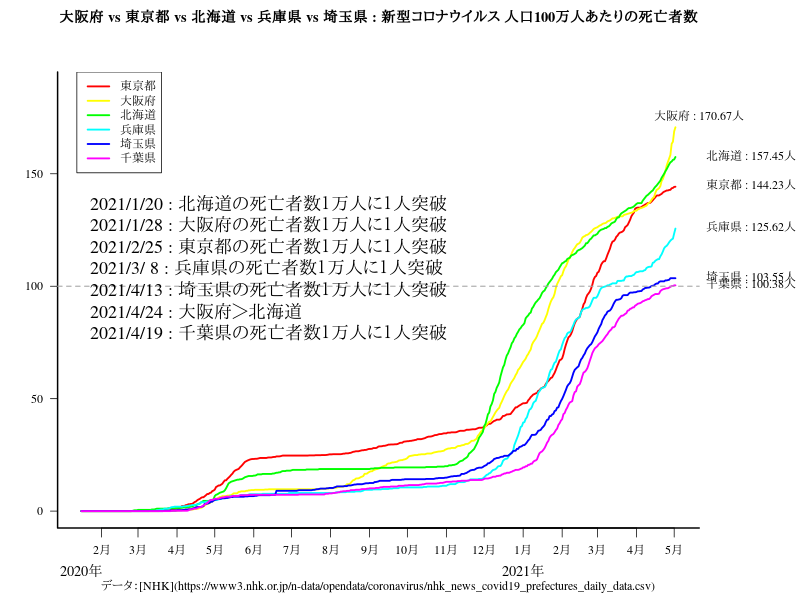 大阪府 vs 東京都 vs 北海道 vs 兵庫県 vs 埼玉県 : 新型コロナウイルス 人口100万人あたりの死亡者数
東京都
大阪府
北海道
兵庫県
埼玉県
千葉県
大阪府 : 170.67人
北海道 : 157.45人
東京都 : 144.23人
兵庫県 : 125.62人
埼玉県 : 103.55人
千葉県 : 100.38人
2021/1/20 : 北海道の死亡者数1万人に1人突破
2021/1/28 : 大阪府の死亡者数1万人に1人突破
2021/2/25 : 東京都の死亡者数1万人に1人突破
2021/3/ 8 : 兵庫県の死亡者数1万人に1人突破
2021/4/13 : 埼玉県の死亡者数1万人に1人突破
2021/4/24 : 大阪府＞北海道
2021/4/19 : 千葉県の死亡者数1万人に1人突破
150
100
50
0
2月 3月 4月 5月 6月 7月 8月 9月 10月 11月 12月 1月 2月 3月 4月 5月
2020年 2021年
データ：[NHK](https://www3.nhk.or.jp/n-data/opendata/coronavirus/nhk_news_covid19_prefectures_daily_data.csv)